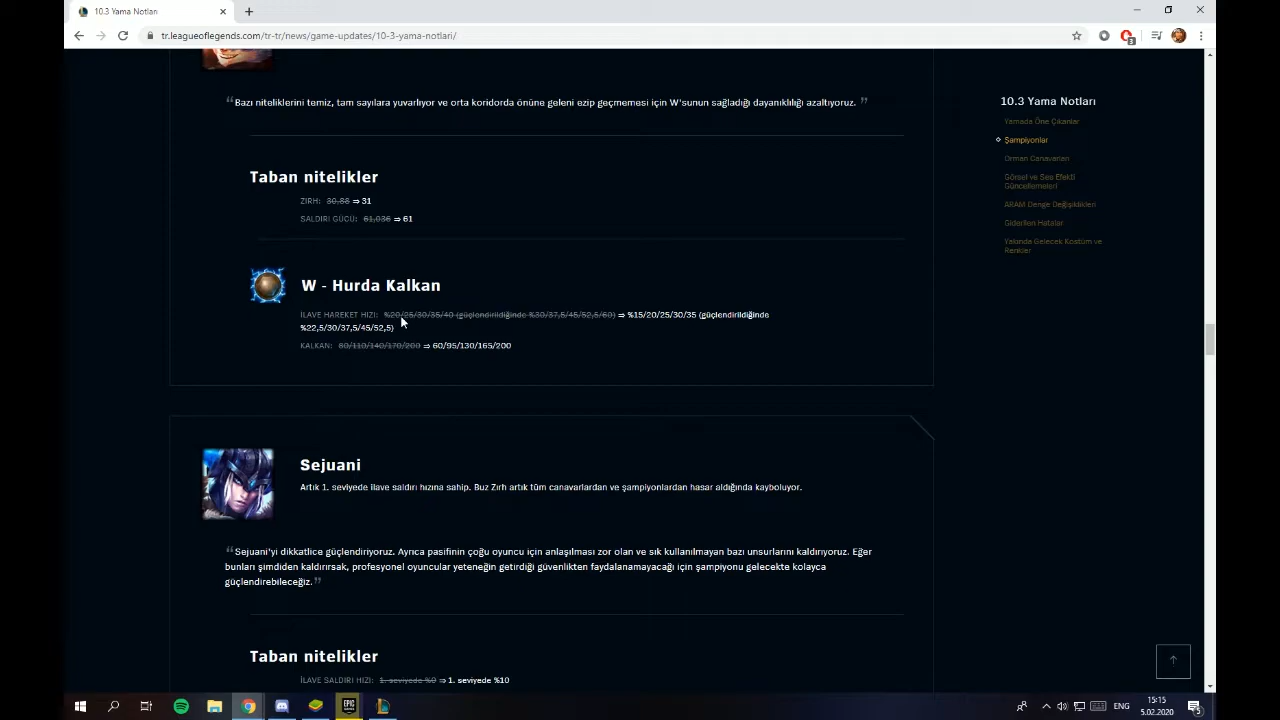 10.3 Yama Notları
tr.leagueoflegends.com/tr-tr/news/game-updates/10-3-yama-notlari/
"Bazı niteliklerini temiz, tam sayılara yuvarlıyor ve orta koridorda önüne geleni ezip geçmemesi için W'sunun sağladığı dayanıklılığı azaltıyoruz. "
Taban nitelikler
ZIRH: 30,88 ⇒ 31
SALDIRI GÜCÜ: 61,036 ⇒ 61
W - Hurda Kalkan
İLAVE HAREKET HIZI: %20/25/30/35/40 (güçlendirildiğinde %30/37,5/45/52,5/60) ⇒ %15/20/25/30/35 (güçlendirildiğinde
%22,5/30/37,5/45/52,5)
KALKAN: 80/110/140/170/200 ⇒ 60/95/130/165/200
Sejuani
Artık 1. seviyede ilave saldırı hızına sahip. Buz Zırh artık tüm canavarlardan ve şampiyonlardan hasar aldığında kayboluyor.
"Sejuani'yi dikkatlice güçlendiriyoruz. Ayrıca pasifinin çoğu oyuncu için anlaşılması zor olan ve sık kullanılmayan bazı unsurlarını kaldırıyoruz. Eğer
bunları şimdiden kaldırırsak, profesyonel oyuncular yeteneğin getirdiği güvenlikten faydalanamayacağı için şampiyonu gelecekte kolayca
güçlendirebileceğiz."
Taban nitelikler
İLAVE SALDIRI HIZI: 1. seviyede %0 ⇒ 1. seviyede %10
10.3 Yama Notları
Yamada Öne Çıkanlar
Şampiyonlar
Orman Canavarları
Görsel ve Ses Efekti
Güncellemeleri
ARAM Denge Değişiklikleri
Giderilen Hatalar
Yakında Gelecek Kostüm ve
Renkler
EPIC
ENG
15:15
5.02.2020